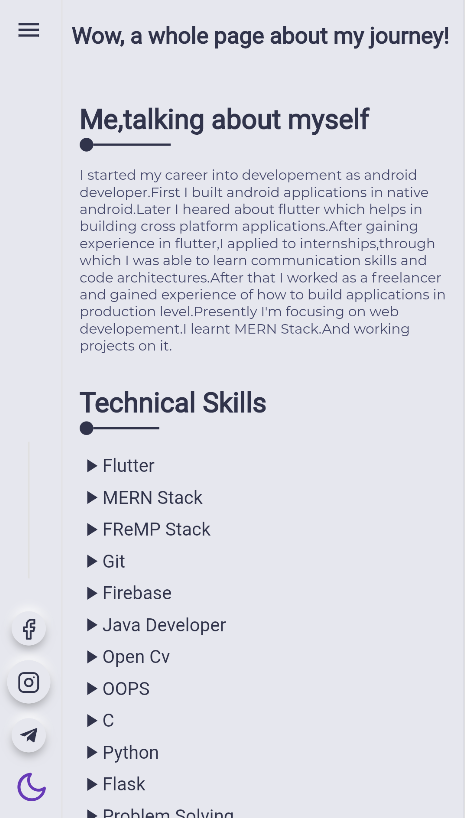 Wow, a whole page about my journey!
Me,talking about myself
I started my career into developement as android
developer.First I built android applications in native
android.Later I heared about flutter which helps in
building cross platform applications.After gaining
experience in flutter,I applied to internships,through
which I was able to learn communication skills and
code architectures.After that I worked as a freelancer
and gained experience of how to build applications in
production level.Presently I'm focusing on web
developement.I learnt MERN Stack.And working
projects on it.
Technical Skills
Flutter
MERN Stack
FReMP Stack
Git
Firebase
Java Developer
Open Cv
OOPS
C
Python
Flask
Problem Solving